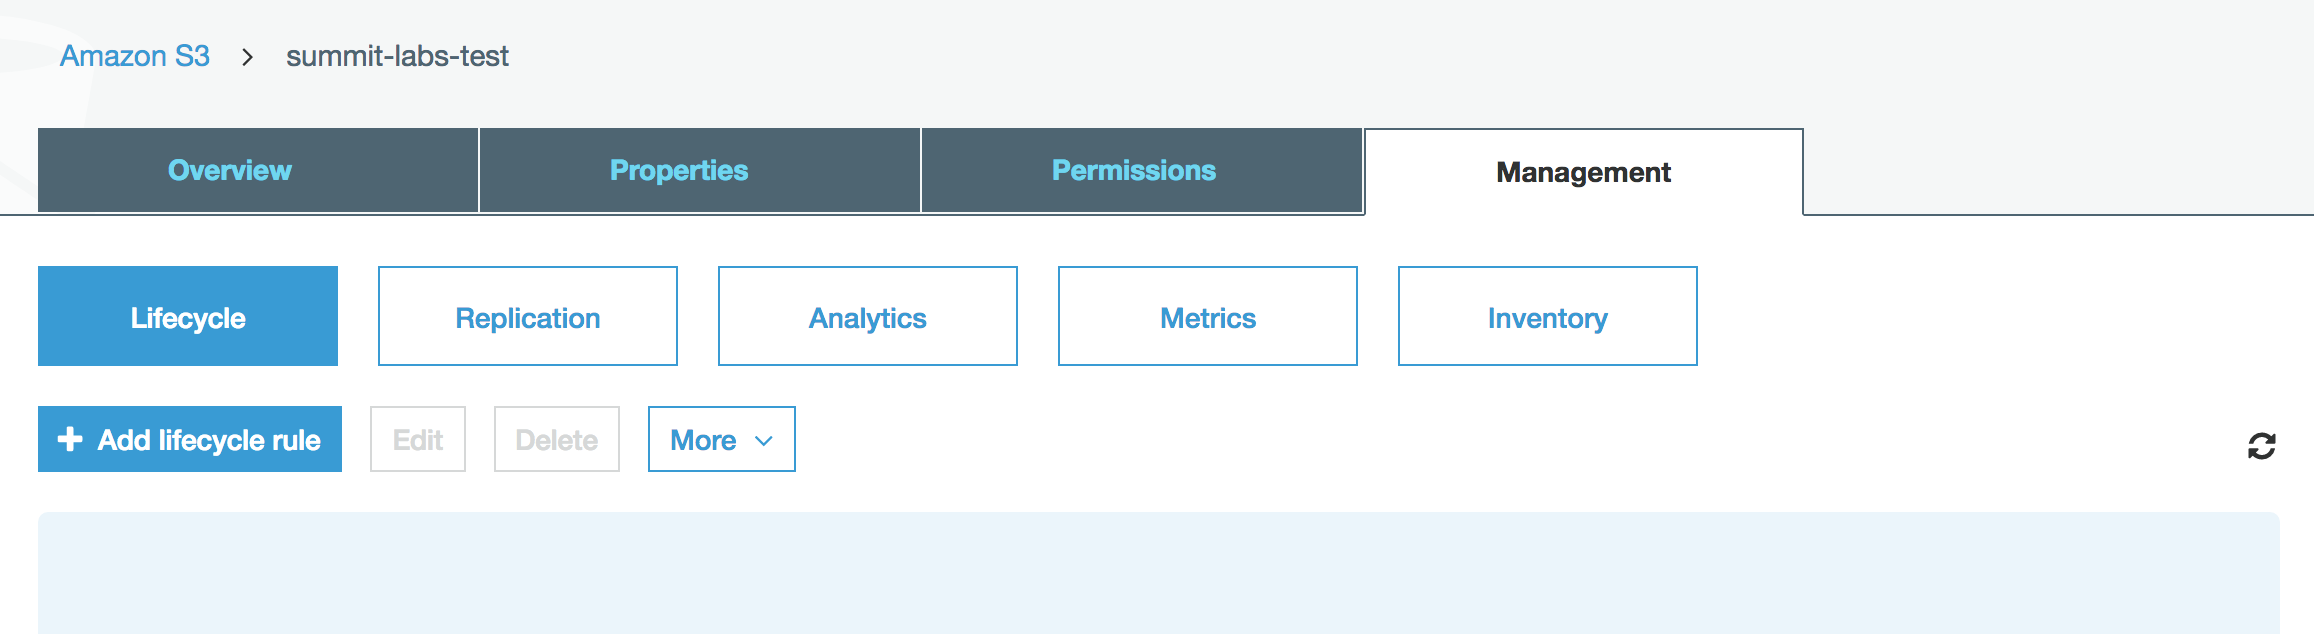 Amazon S3 > summit-labs-test
Overview Properties Permissions Management
Lifecycle Replication Analytics Metrics Inventory
Add lifecycle rule Edit Delete More